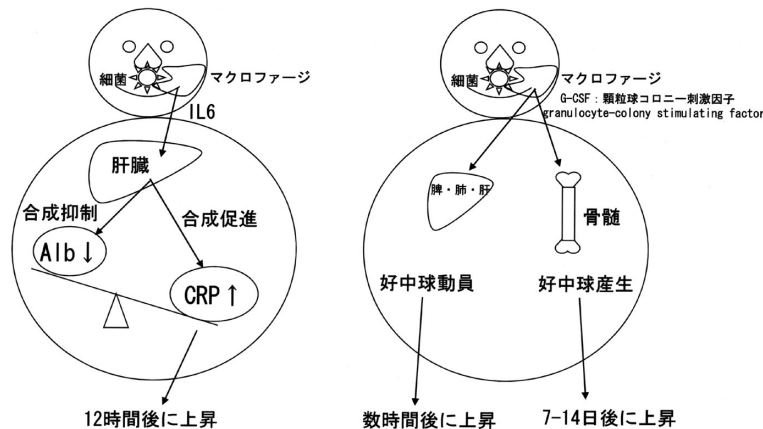 細菌
マクロファージ
IL6
肝臓
合成抑制
合成促進
Alb↓
CRP↑
12時間後に上昇
細菌
マクロファージ
G-CSF：顆粒球コロニー刺激因子
granulocyte-colony stimulating factor
脾・肺・肝
骨髄
好中球動員
好中球産生
数時間後に上昇
7-14日後に上昇